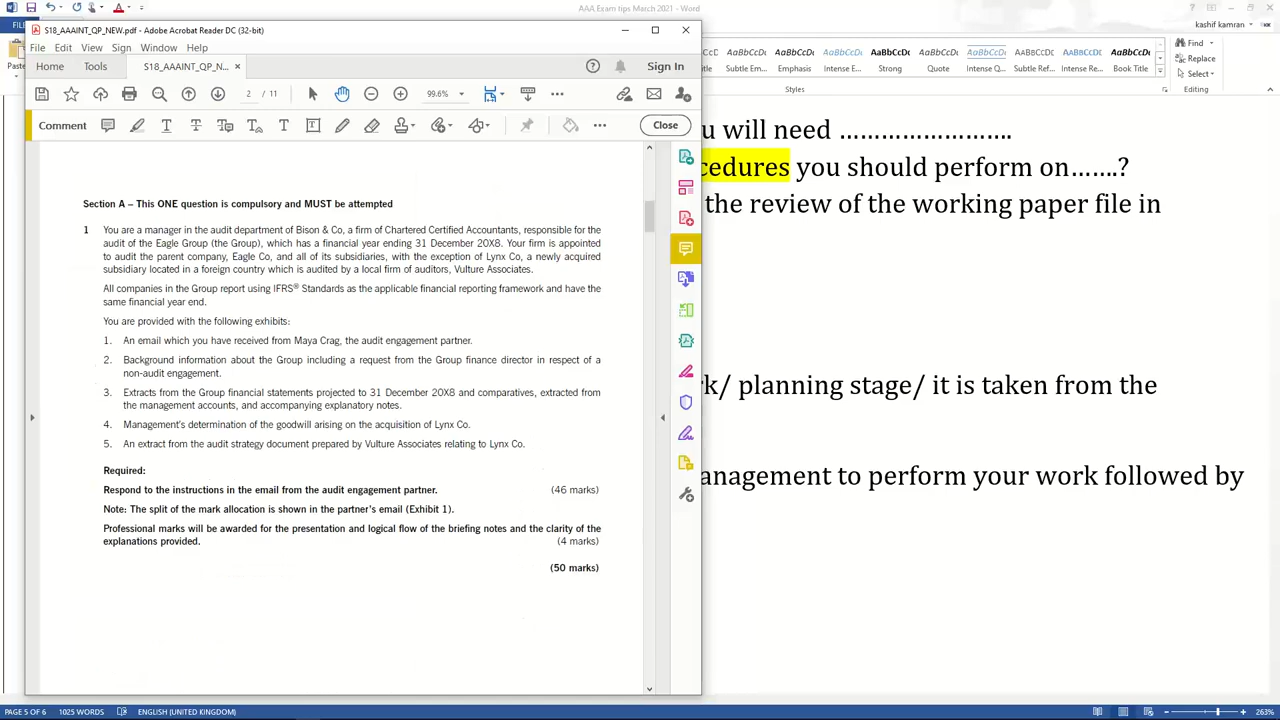 AAA Exam tips March 2021 - Word
kashif kamran
FILE
Paste
Find
Replace
Select
Editing
Subtle Em...
Emphasis
Intense E...
Strong
Quote
Intense Q...
Subtle Ref...
Intense Re...
Book Title
AaBbCcDc
AaBbCcDc
AaBbCcDc
AaBbCcDc
Styles
S18_AAAINT_QP_NEW.pdf - Adobe Acrobat Reader DC (32-bit)
File Edit View Sign Window Help
Home Tools S18_AAAINT_QP_N... × Sign In
2 / 11 99.6%
Comment Close
Section A – This ONE question is compulsory and MUST be attempted
1 You are a manager in the audit department of Bison & Co, a firm of Chartered Certified Accountants, responsible for the
audit of the Eagle Group (the Group), which has a financial year ending 31 December 20X8. Your firm is appointed
to audit the parent company, Eagle Co, and all of its subsidiaries, with the exception of Lynx Co, a newly acquired
subsidiary located in a foreign country which is audited by a local firm of auditors, Vulture Associates.
All companies in the Group report using IFRS® Standards as the applicable financial reporting framework and have the
same financial year end.
You are provided with the following exhibits:
1. An email which you have received from Maya Crag, the audit engagement partner.
2. Background information about the Group including a request from the Group finance director in respect of a
non-audit engagement.
3. Extracts from the Group financial statements projected to 31 December 20X8 and comparatives, extracted from
the management accounts, and accompanying explanatory notes.
4. Management's determination of the goodwill arising on the acquisition of Lynx Co.
5. An extract from the audit strategy document prepared by Vulture Associates relating to Lynx Co.
Required:
Respond to the instructions in the email from the audit engagement partner. (46 marks)
Note: The split of the mark allocation is shown in the partner's email (Exhibit 1).
Professional marks will be awarded for the presentation and logical flow of the briefing notes and the clarity of the
explanations provided. (4 marks)
(50 marks)
u will need …………………….
cedures you should perform on…….?
the review of the working paper file in
rk/ planning stage/ it is taken from the
anagement to perform your work followed by
PAGE 5 OF 6 1025 WORDS ENGLISH (UNITED KINGDOM) 263%